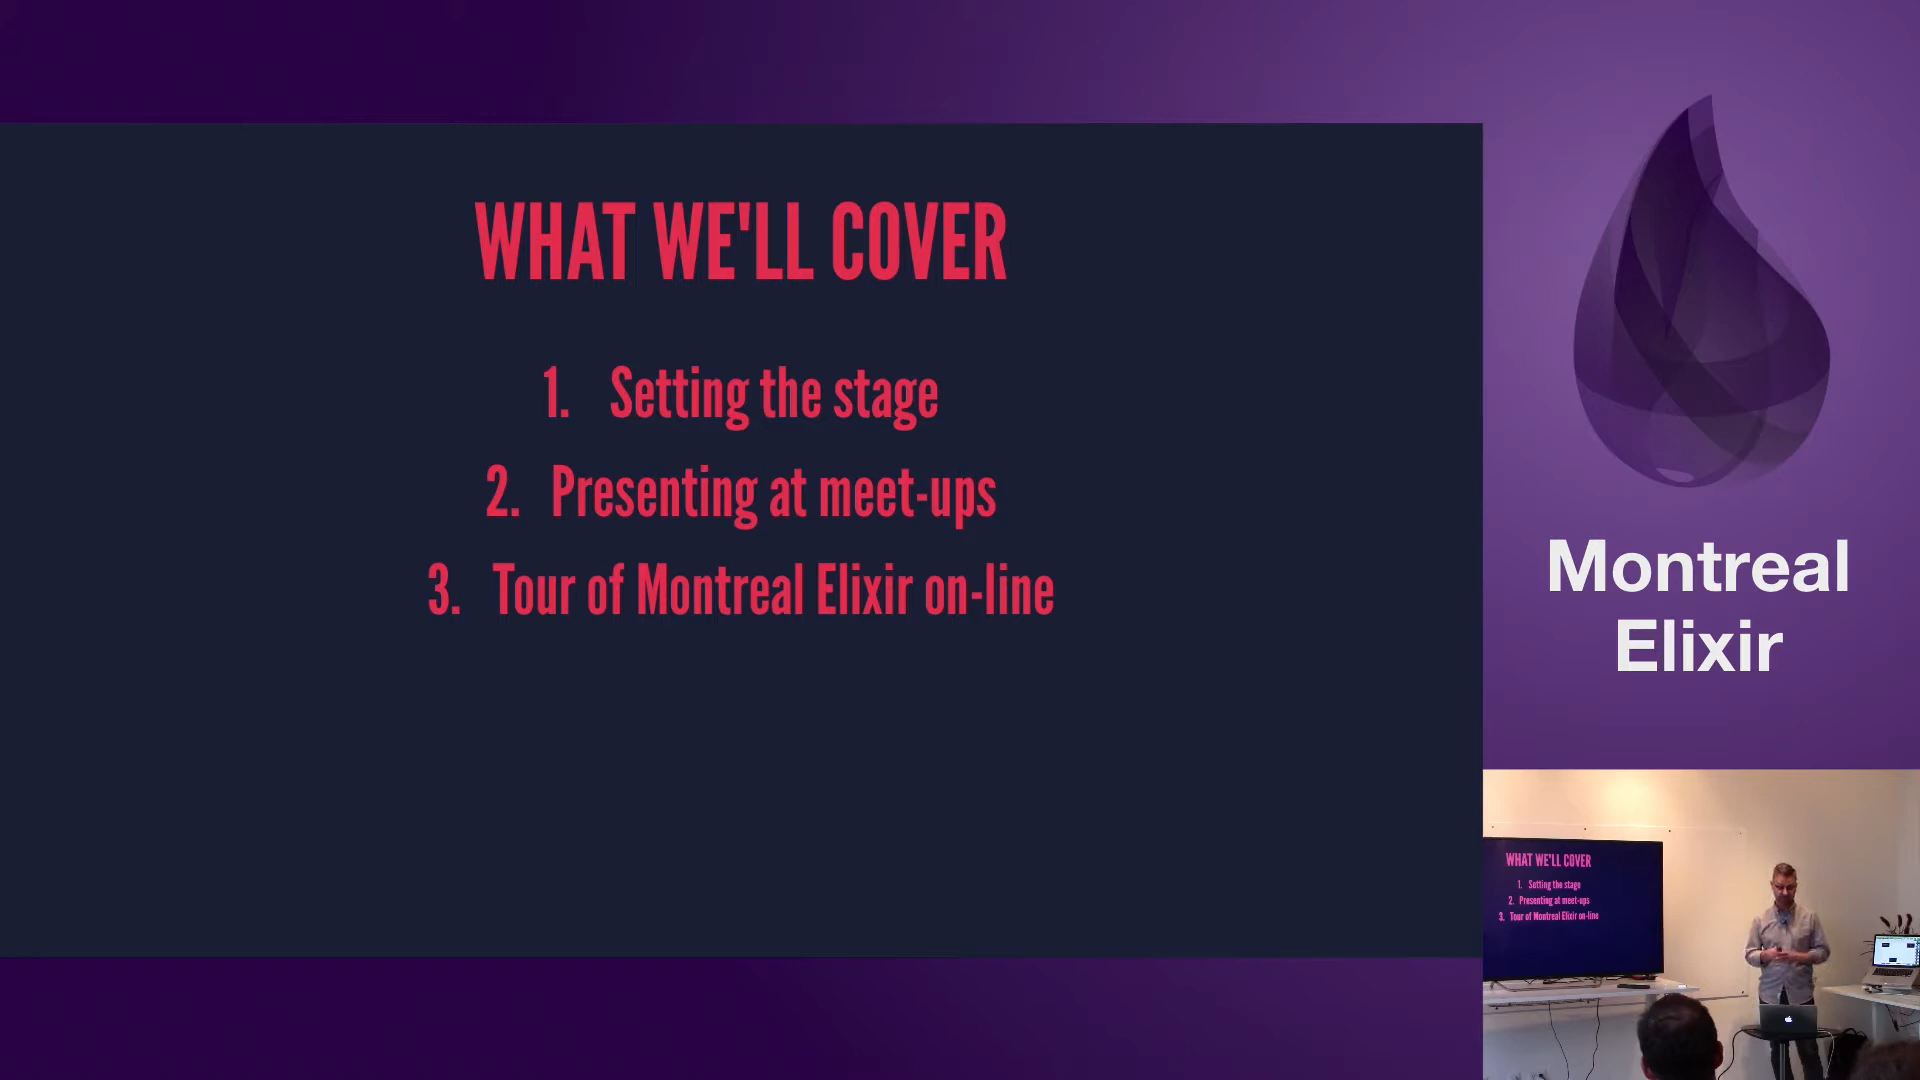 WHAT WE'LL COVER
1. Setting the stage
2. Presenting at meet-ups
3. Tour of Montreal Elixir on-line
Montreal
Elixir
WHAT WE'LL COVER
1. Setting the stage
2. Presenting at meet-ups
3. Tour of Montreal Elixir on-line